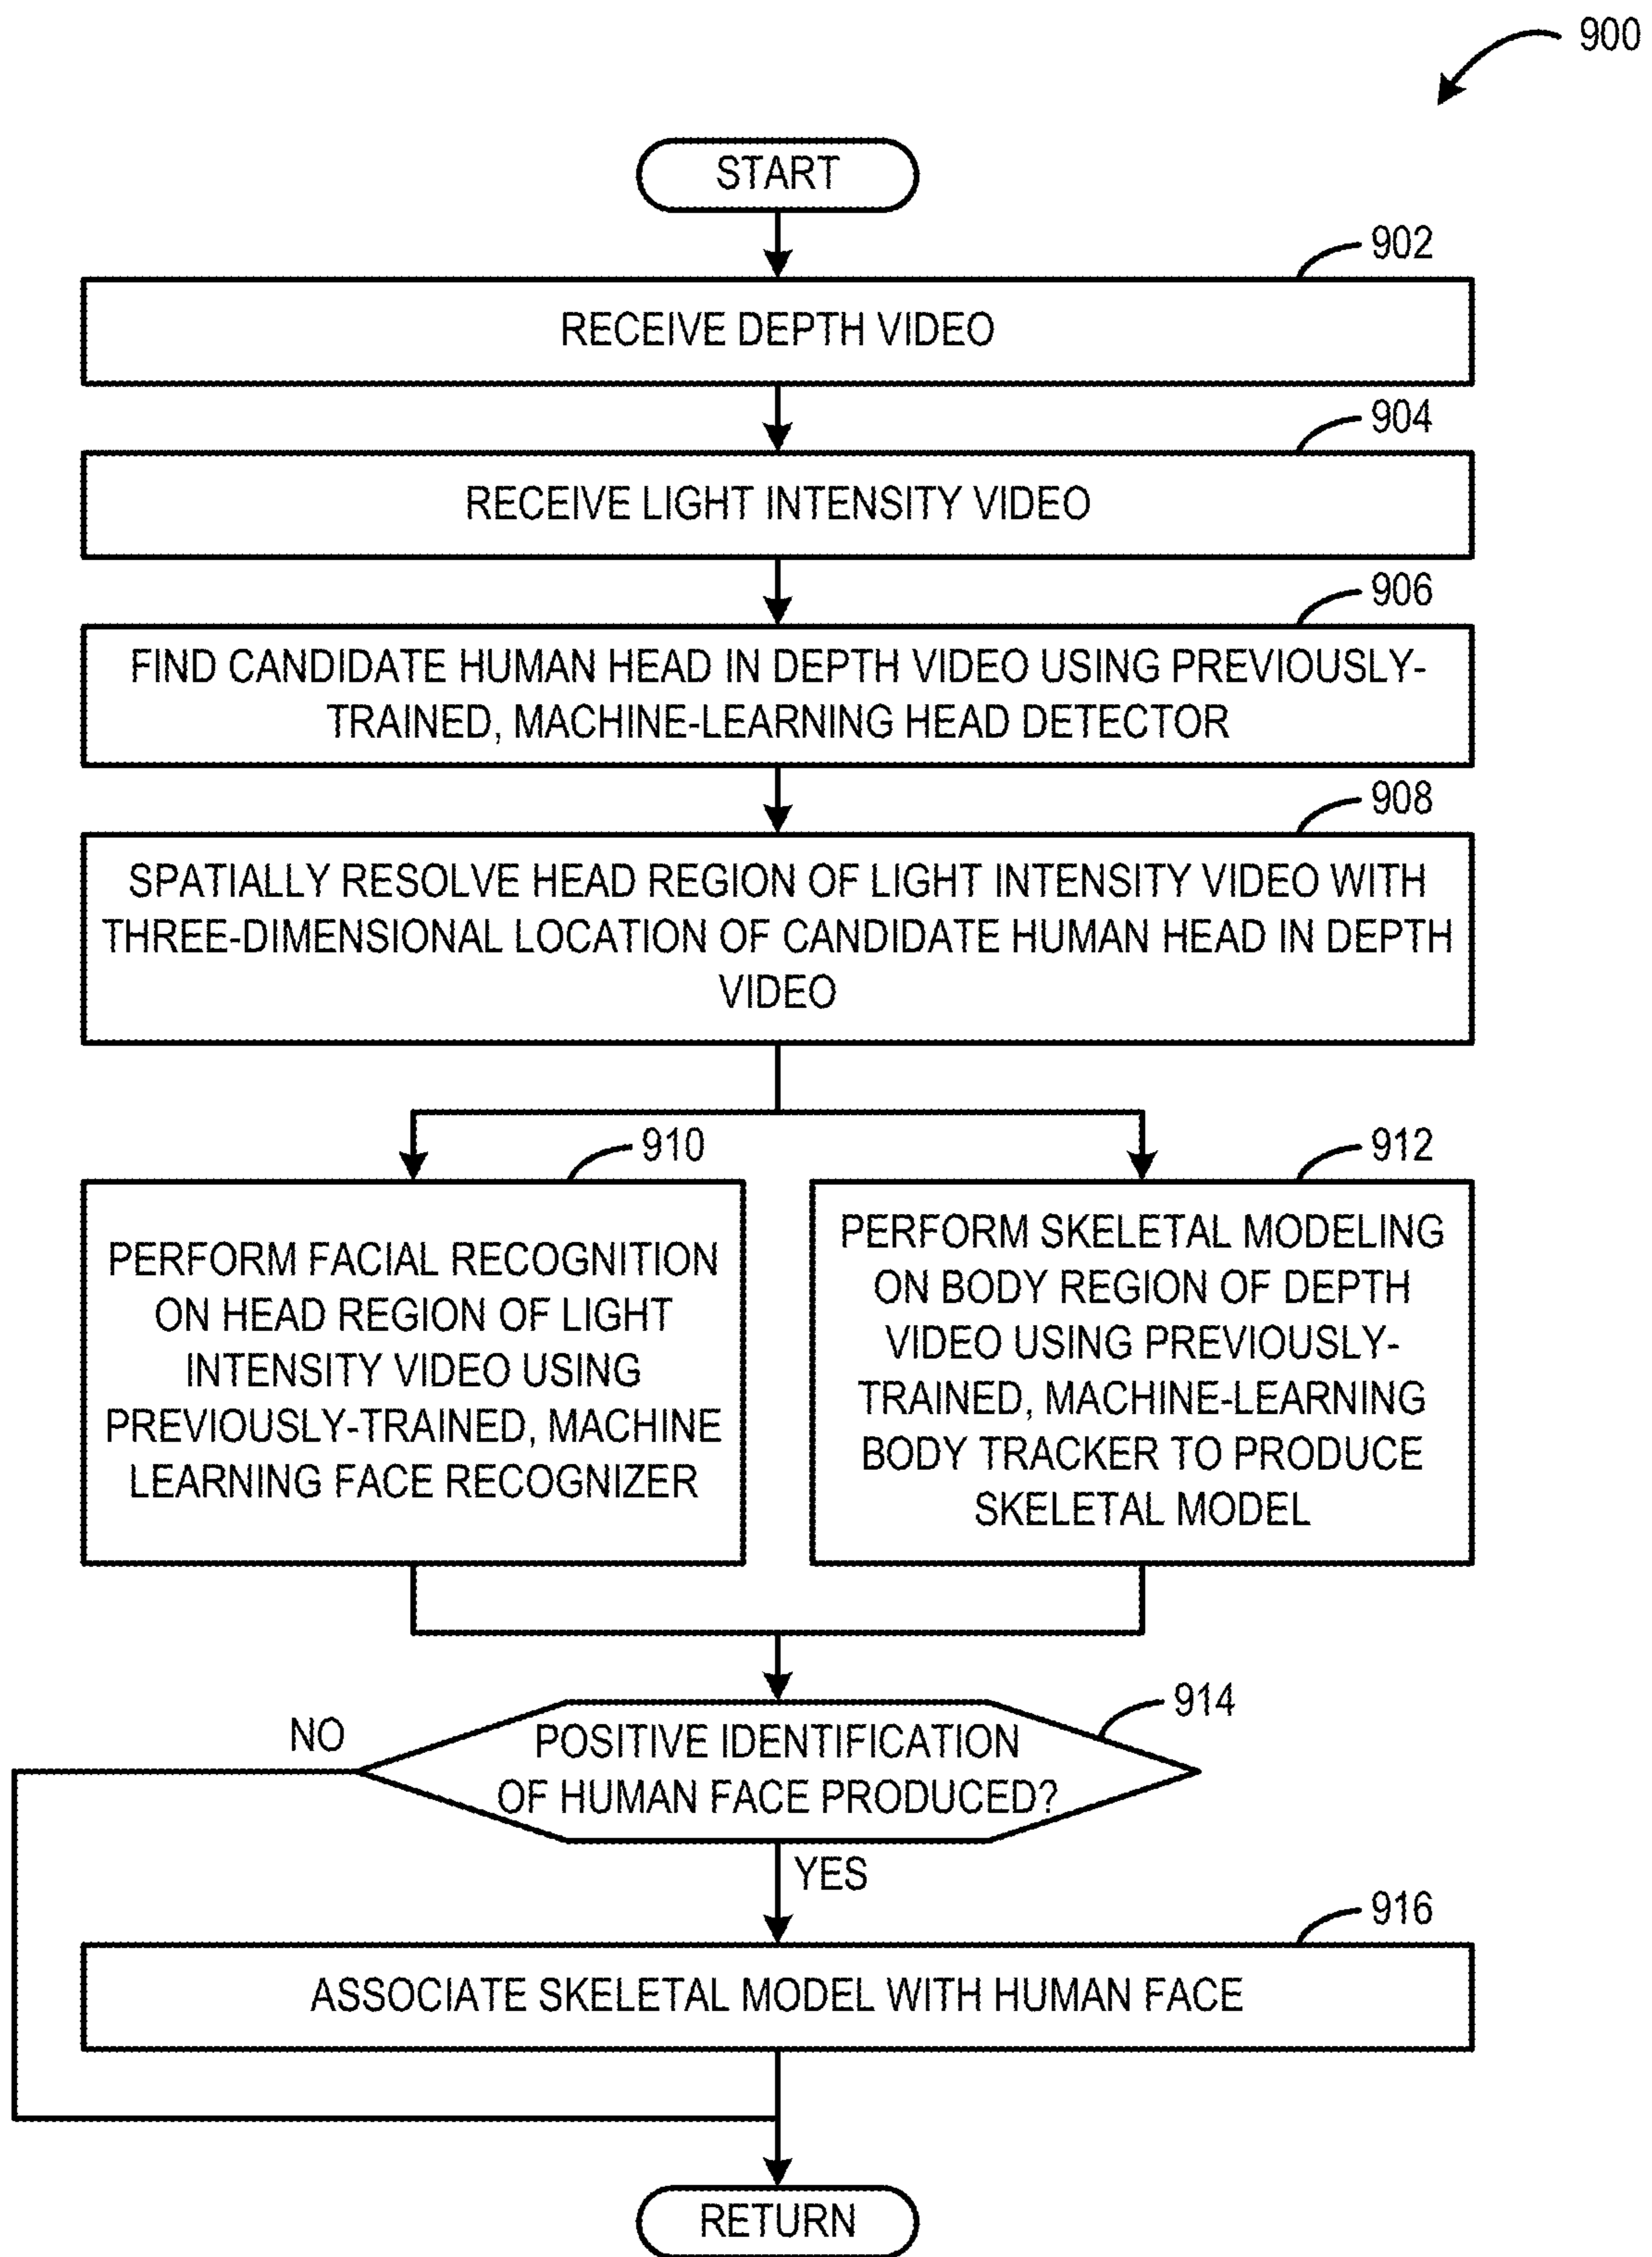 900
START
902
RECEIVE DEPTH VIDEO
904
RECEIVE LIGHT INTENSITY VIDEO
906
FIND CANDIDATE HUMAN HEAD IN DEPTH VIDEO USING PREVIOUSLY-
TRAINED, MACHINE-LEARNING HEAD DETECTOR
908
SPATIALLY RESOLVE HEAD REGION OF LIGHT INTENSITY VIDEO WITH
THREE-DIMENSIONAL LOCATION OF CANDIDATE HUMAN HEAD IN DEPTH
VIDEO
910
PERFORM FACIAL RECOGNITION
ON HEAD REGION OF LIGHT
INTENSITY VIDEO USING
PREVIOUSLY-TRAINED, MACHINE
LEARNING FACE RECOGNIZER
912
PERFORM SKELETAL MODELING
ON BODY REGION OF DEPTH
VIDEO USING PREVIOUSLY-
TRAINED, MACHINE-LEARNING
BODY TRACKER TO PRODUCE
SKELETAL MODEL
914
NO
POSITIVE IDENTIFICATION
OF HUMAN FACE PRODUCED?
YES
916
ASSOCIATE SKELETAL MODEL WITH HUMAN FACE
RETURN